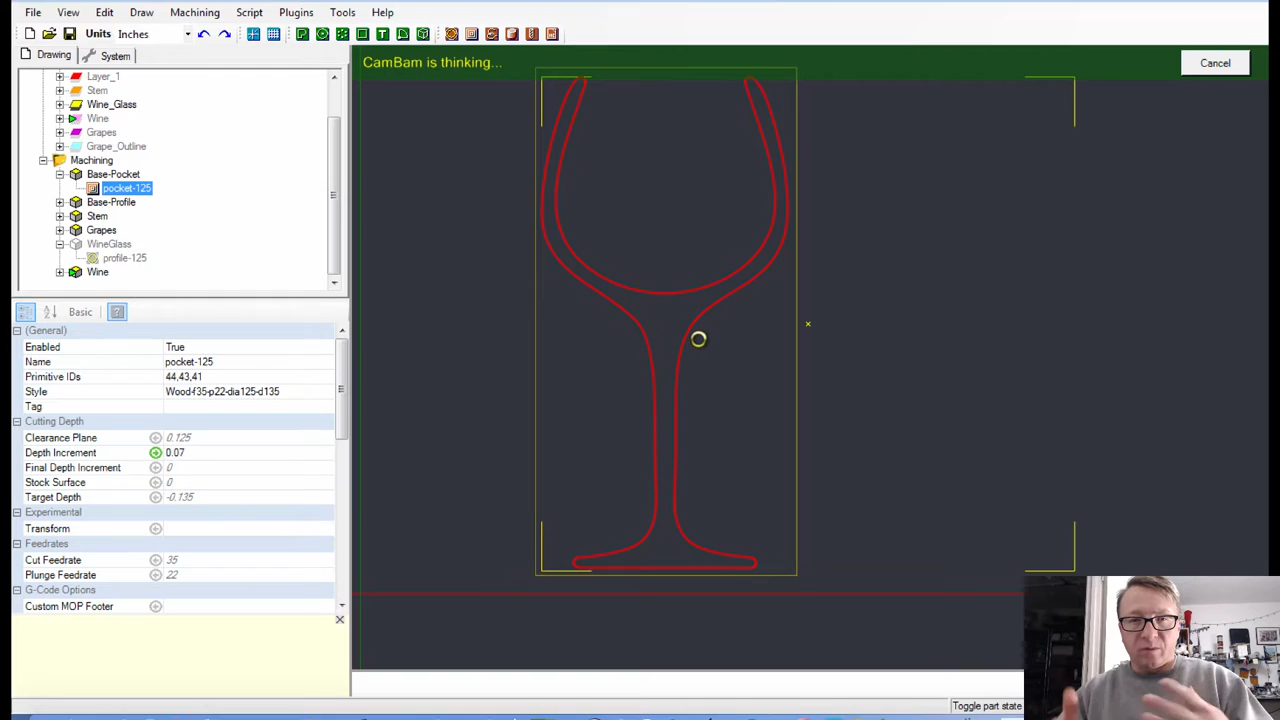 File View Edit Draw Machining Script Plugins Tools Help
Units Inches
Drawing System
CamBam is thinking...
Cancel
Layer_1
Stem
Wine_Glass
Wine
Grapes
Grape_Outline
Machining
Base-Pocket
pocket-125
Base-Profile
Stem
Grapes
WineGlass
profile-125
Wine
Basic
(General)
Enabled True
Name pocket-125
Primitive IDs 44,43,41
Style Wood-f35-p22-dia125-d135
Tag
Cutting Depth
Clearance Plane 0.125
Depth Increment 0.07
Final Depth Increment 0
Stock Surface 0
Target Depth -0.135
Experimental
Transform
Feedrates
Cut Feedrate 35
Plunge Feedrate 22
G-Code Options
Custom MOP Footer
Toggle part state